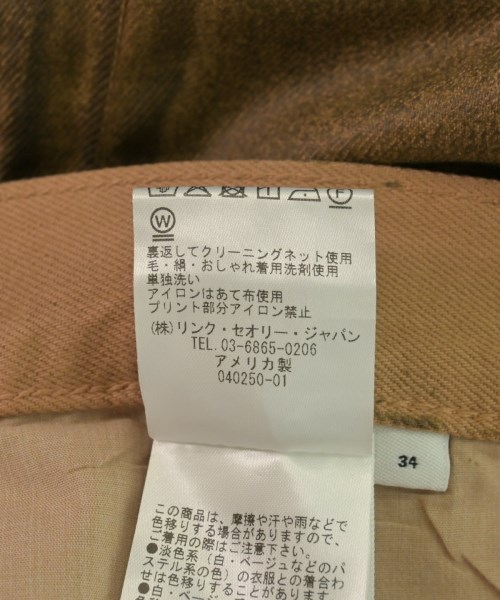 F
W
裏返してクリーニングネット使用
毛・絹・おしゃれ着用洗剤使用
単独洗い
アイロンはあて布使用
プリント部分アイロン禁止
(株)リンク・セオリー・ジャパン
TEL.03-6865-0206
アメリカ製
040250-01
34
この商品は、摩擦や汗や雨などで
色移りする場合がありますので、
ご着用の際はご注意下さい。
●淡色系(白・ベージュなどのパ
ステル系の色)の衣服との着合わ
せは色移りすることがあります
●白・ベー